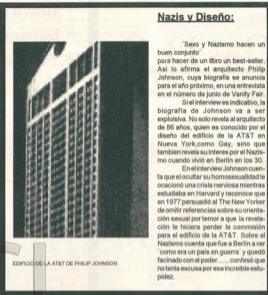 Nazis y Diseño:
¨Sexo y Nazismo hacen un
buen conjunto¨
para hacer de un libro un best-seller.
Asi lo afirma el arquitecto Philip
Johnson, cuya biografia se anuncia
para el año próximo, en una entrevista
en el número de junio de Vanity Fair.
Si el interview es indicativo, la
biografía de Johnson va a ser
explosiva. No solo revela al arquitecto
de 86 años, quien es conocido por el
diseño del edificio de la AT&T en
Nueva York,como Gay, sino que
tambien revela su interes por el Nazis-
mo cuando vivió en Berlin en los 30.
En el interview Johnson cuen-
ta que el ocultar su homosexualidad le
ocacionó una crisis nerviosa mientras
estudiaba en Harvard y reconoce que
en 1977 persuadió al The New Yorker
de omitir referencias sobre su orienta-
ción sexual por temor a que la revela-
ción le hiciera perder la commisión
para el edificio de la AT&T. Sobre el
Nazismo cuenta que fue a Berlin a ver
¨como era un pais en guerra¨ y quedó
facinado con el poder........confesó que
no tenia excusa por esa increible estu-
pidez.
EDIFICIO DE LA AT&T DE PHILIP JOHNSON